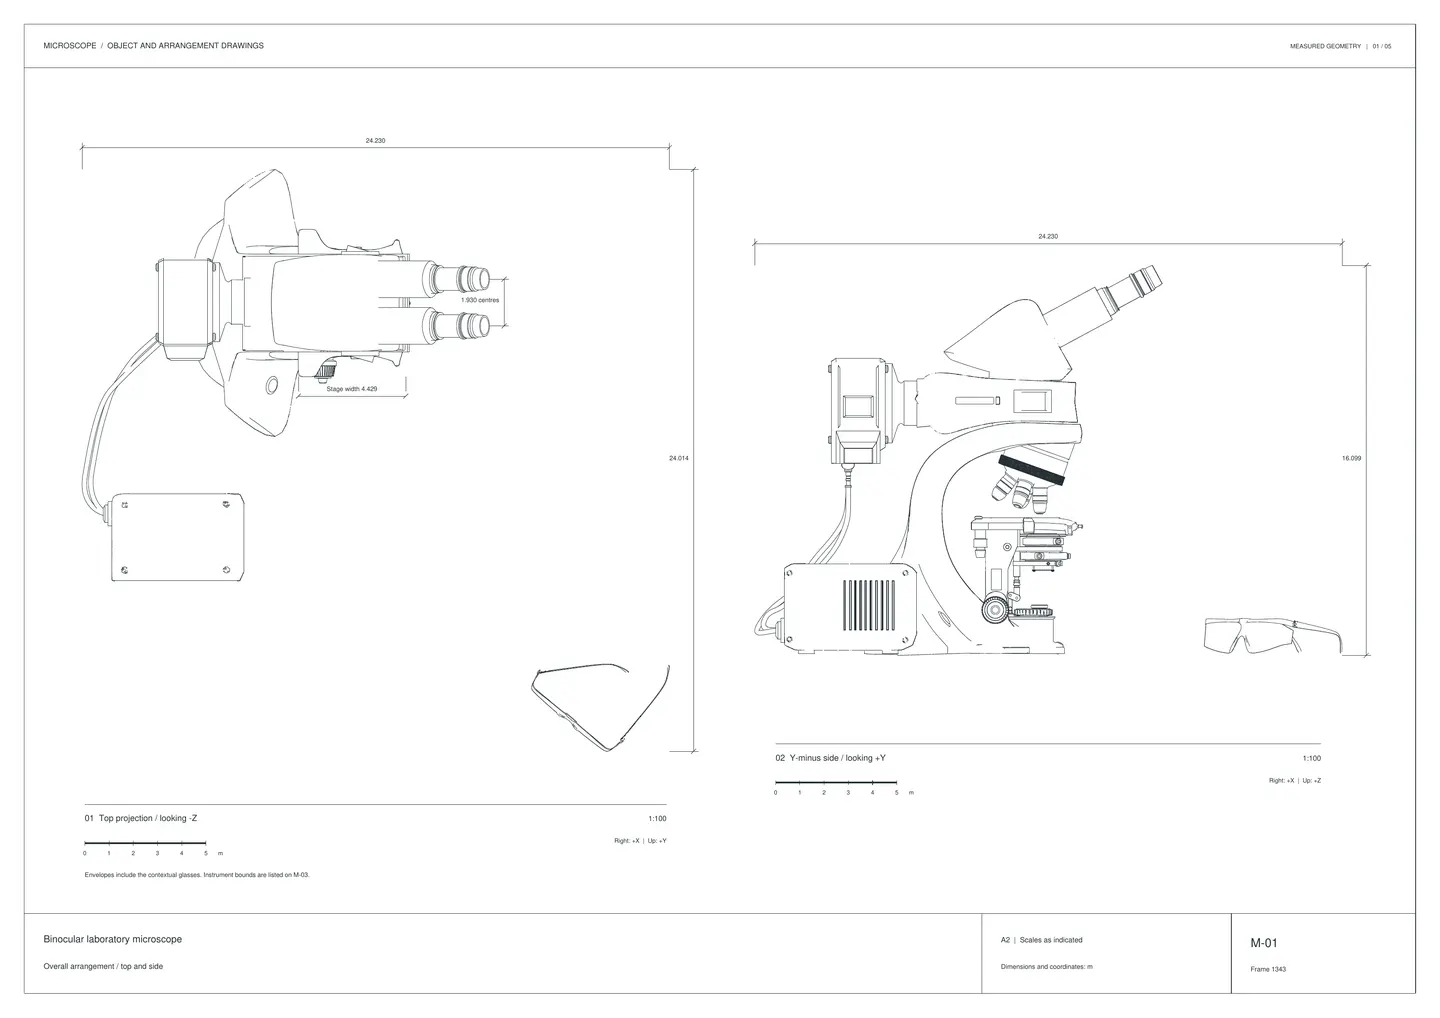 MICROSCOPE / OBJECT AND ARRANGEMENT DRAWINGS
MEASURED GEOMETRY | 01 / 05
24.230
1.930 centres
Stage width 4.429
24.014
24.230
16.099
02 Y-minus side / looking +Y
1:100
Right: +X | Up: +Z
0 1 2 3 4 5 m
01 Top projection / looking -Z
1:100
Right: +X | Up: +Y
0 1 2 3 4 5 m
Envelopes include the contextual glasses. Instrument bounds are listed on M-03.
Binocular laboratory microscope
Overall arrangement / top and side
A2 | Scales as indicated
Dimensions and coordinates: m
M-01
Frame 1343